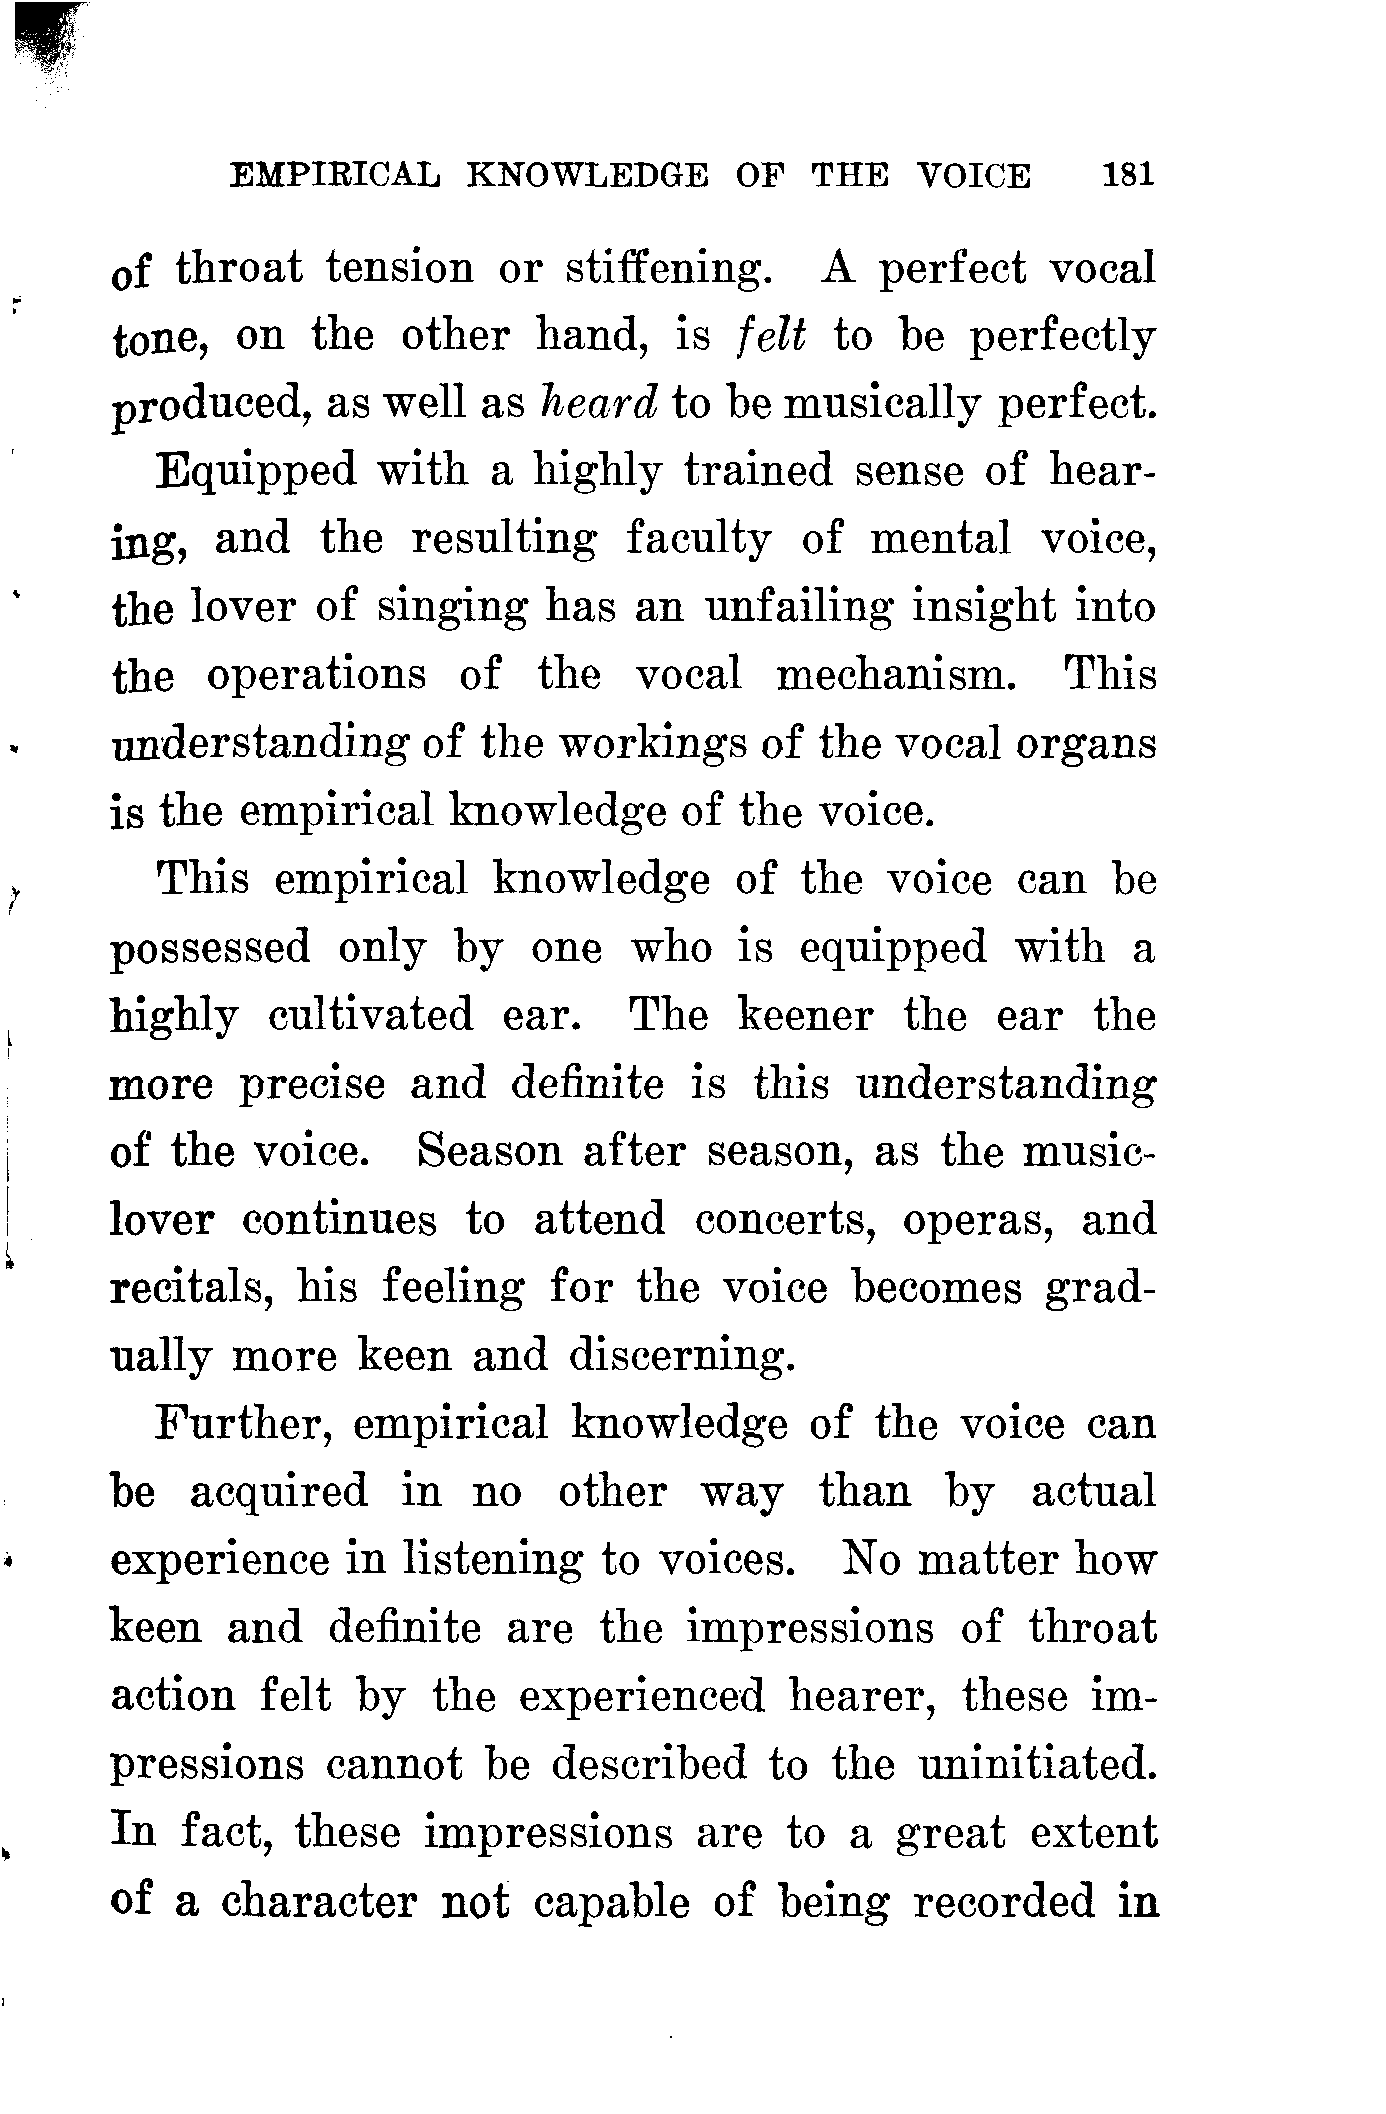 EMPIRICAL KNOWLEDGE OF THE VOICE 181
of throat tension or stiffening. A perfect vocal
tone, on the other hand, is felt to be perfectly
produced, as well as heard to be musically perfect.
Equipped with a highly trained sense of hear-
ing, and the resulting faculty of mental voice,
the lover of singing has an unfailing insight into
the operations of the vocal mechanism. This
understanding of the workings of the vocal organs
is the empirical knowledge of the voice.
This empirical knowledge of the voice can be
possessed only by one who is equipped with a
highly cultivated ear. The keener the ear the
more precise and definite is this understanding
of the voice. Season after season, as the music-
lover continues to attend concerts, operas, and
recitals, his feeling for the voice becomes grad-
ually more keen and discerning.
Further, empirical knowledge of the voice can
be acquired in no other way than by actual
experience in listening to voices. No matter how
keen and definite are the impressions of throat
action felt by the experienced hearer, these im-
pressions cannot be described to the uninitiated.
In fact, these impressions are to a great extent
of a character not capable of being recorded in